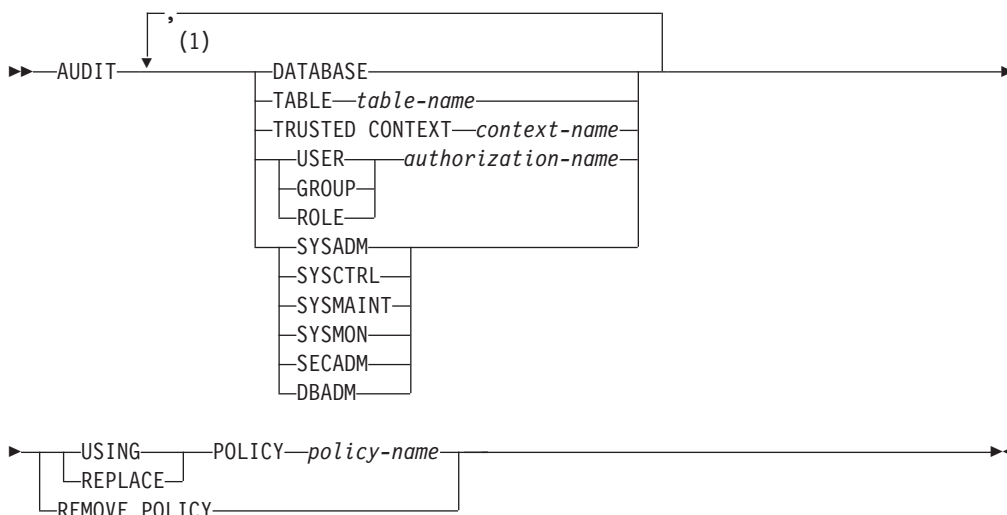 ,
(1)
AUDIT DATABASE
TABLE table-name
TRUSTED CONTEXT context-name
USER authorization-name
GROUP
ROLE
SYSADM
SYSCTRL
SYSMAINT
SYSMON
SECADM
DBADM
USING POLICY policy-name
REPLACE
REMOVE POLICY